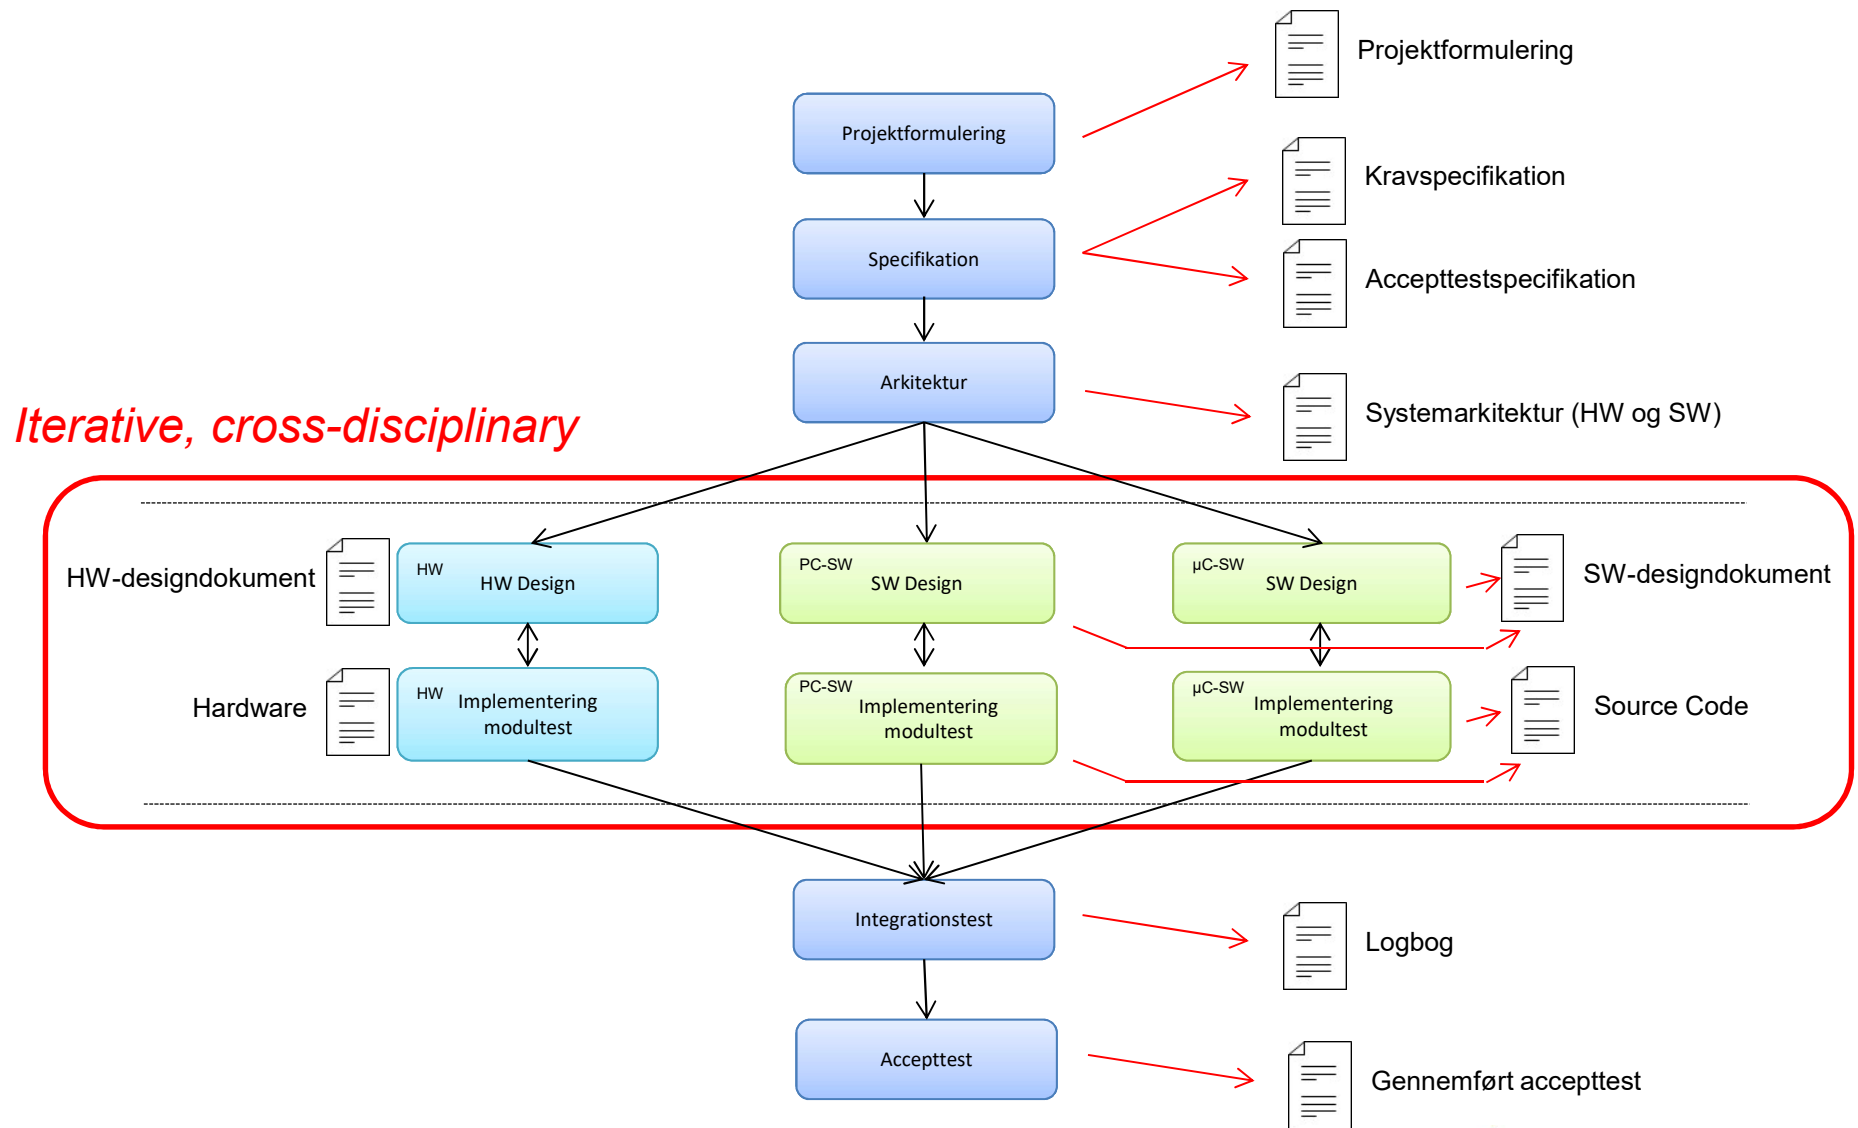 Projektformulering
Projektformulering
Kravspecifikation
Specifikation
Accepttestspecifikation
Arkitektur
Systemarkitektur (HW og SW)
Iterative, cross-disciplinary
HW-designdokument
HW
HW Design
PC-SW
SW Design
µC-SW
SW Design
SW-designdokument
Hardware
HW
Implementering
modultest
PC-SW
Implementering
modultest
µC-SW
Implementering
modultest
Source Code
Integrationstest
Logbog
Accepttest
Gennemført accepttest